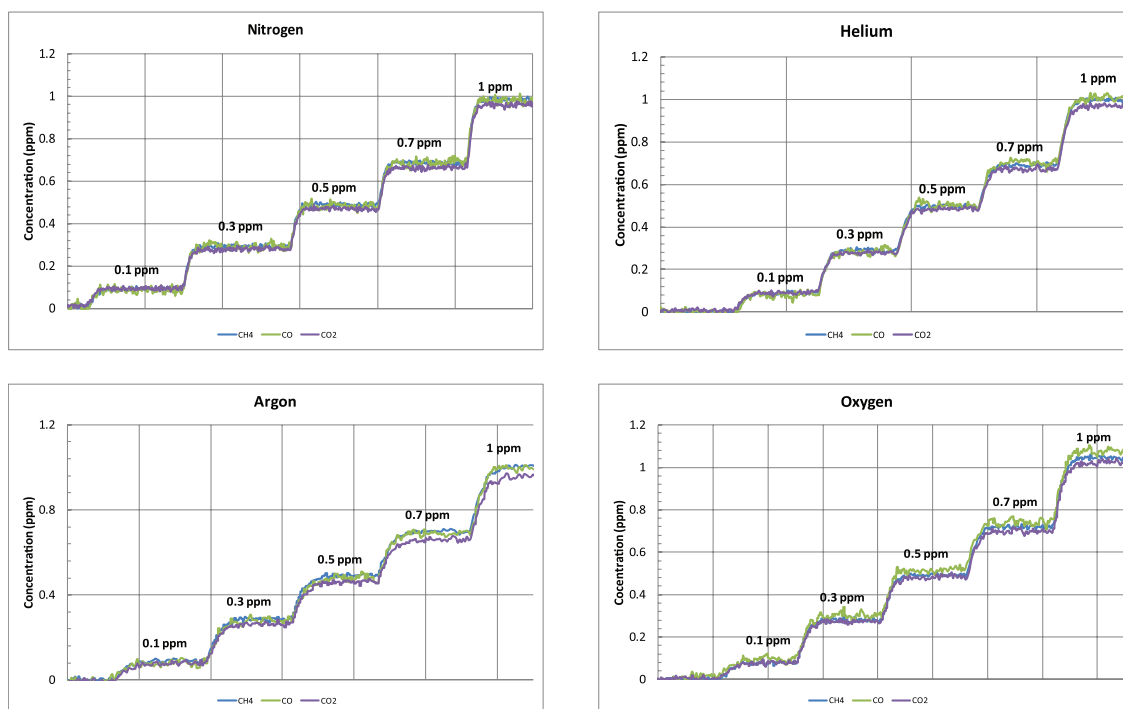 Nitrogen
Concentration (ppm)
1.2
1
0.8
0.6
0.4
0.2
0
0.1 ppm
0.3 ppm
0.5 ppm
0.7 ppm
1 ppm
CH4 CO CO2
Helium
Concentration (ppm)
1.2
1
0.8
0.6
0.4
0.2
0
0.1 ppm
0.3 ppm
0.5 ppm
0.7 ppm
1 ppm
CH4 CO CO2
Argon
Concentration (ppm)
1.2
0.8
0.4
0
0.1 ppm
0.3 ppm
0.5 ppm
0.7 ppm
1 ppm
CH4 CO CO2
Oxygen
Cocentration (ppm)
1.2
1
0.8
0.6
0.4
0.2
0
0.1 ppm
0.3 ppm
0.5 ppm
0.7 ppm
1 ppm
CH4 CO CO2